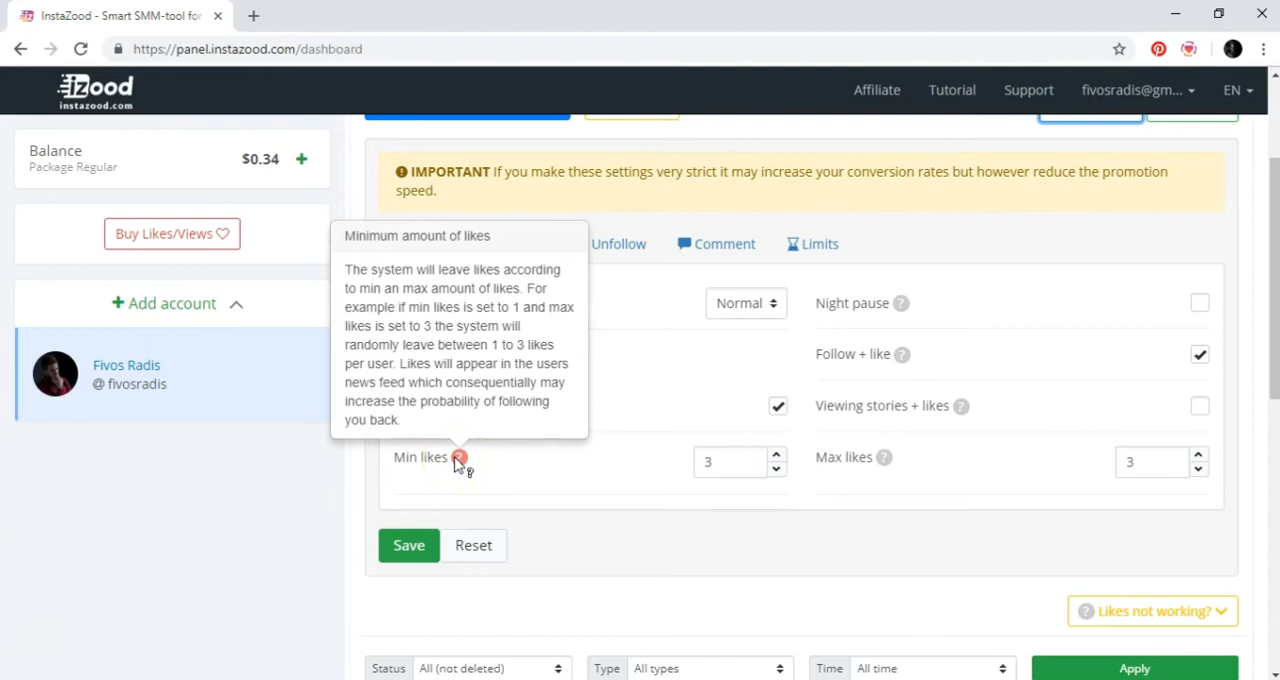 InstaZood - Smart SMM-tool for
https://panel.instazood.com/dashboard
izood
instazood.com
Affiliate
Tutorial
Support
fivosradis@gm...
EN
Balance
Package Regular
$0.34
Buy Likes/Views
Add account
Fivos Radis
@ fivosradis
IMPORTANT If you make these settings very strict it may increase your conversion rates but however reduce the promotion
speed.
Unfollow
Comment
Limits
Minimum amount of likes
The system will leave likes according
to min an max amount of likes. For
example if min likes is set to 1 and max
likes is set to 3 the system will
randomly leave between 1 to 3 likes
per user. Likes will appear in the users
news feed which consequentially may
increase the probability of following
you back.
Normal
Night pause ?
Follow + like ?
Viewing stories + likes ?
Min likes ?
3
Max likes ?
3
Save
Reset
? Likes not working?
Status
All (not deleted)
Type
All types
Time
All time
Apply